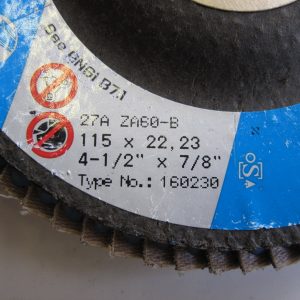 See ANSI B7.1
27A ZA60-B
115 x 22,23
4-1/2" x 7/8"
Type No.: 160230